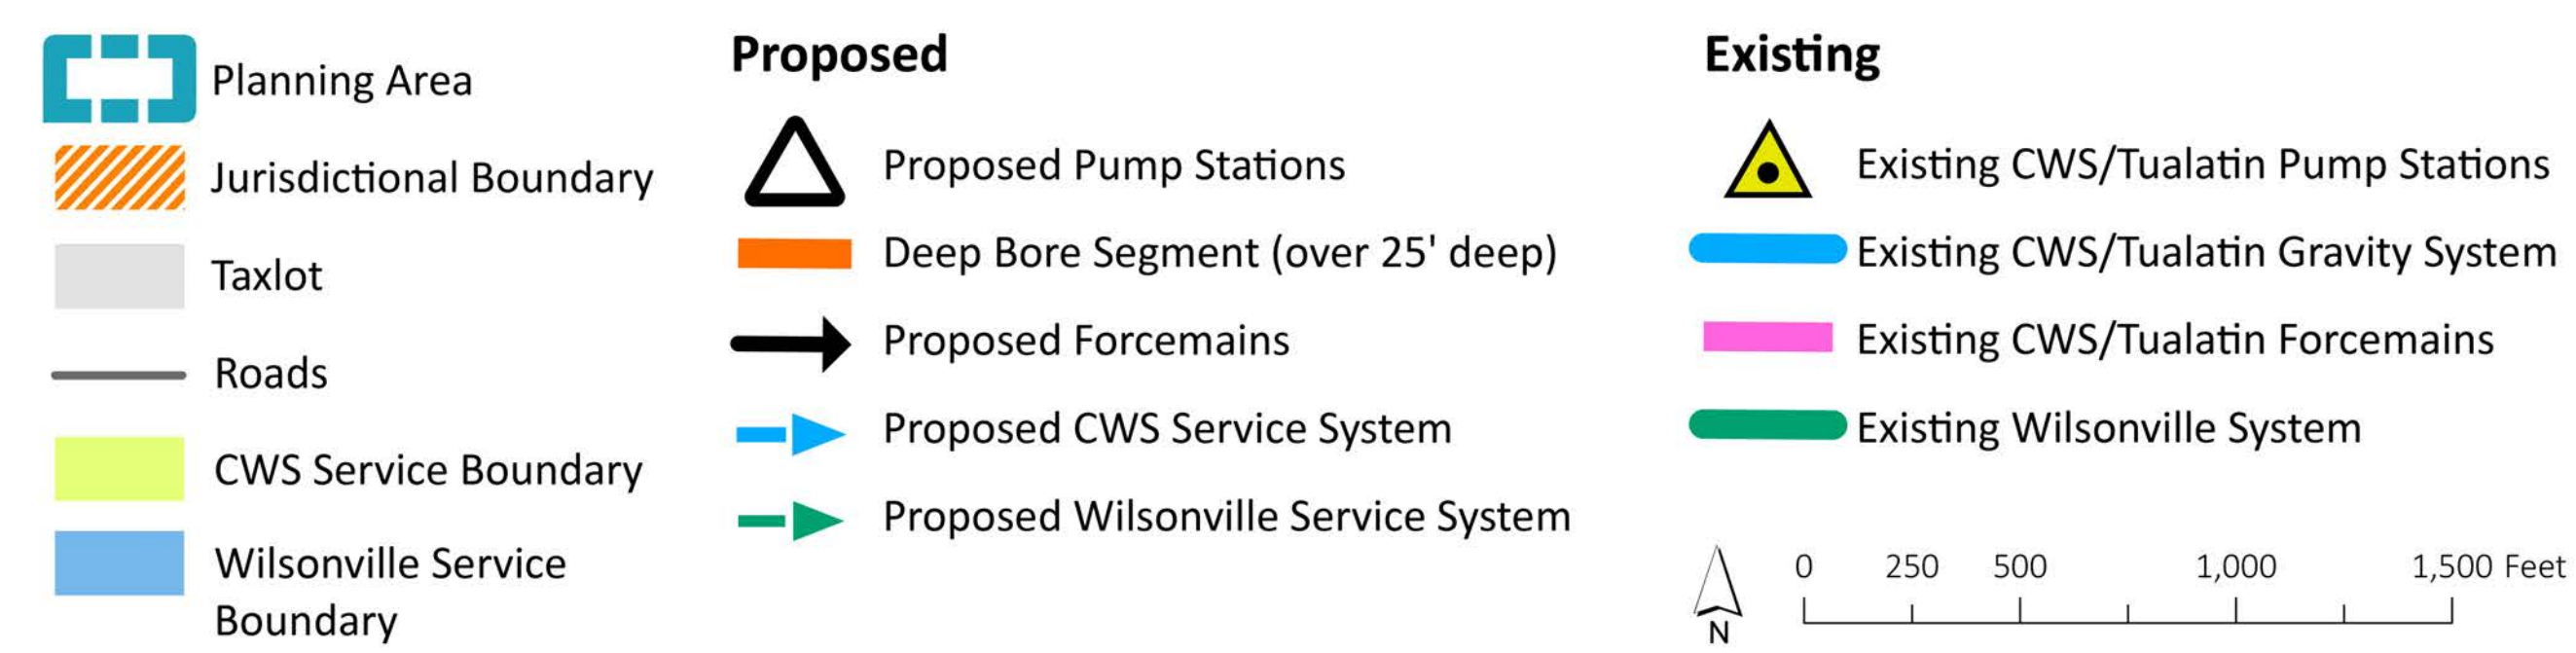 Planning Area
Jurisdictional Boundary
Taxlot
Roads
CWS Service Boundary
Wilsonville Service
Boundary
Proposed
Proposed Pump Stations
Deep Bore Segment (over 25' deep)
Proposed Forcemains
Proposed CWS Service System
Proposed Wilsonville Service System
Existing
Existing CWS/Tualatin Pump Stations
Existing CWS/Tualatin Gravity System
Existing CWS/Tualatin Forcemains
Existing Wilsonville System
0 250 500 1,000 1,500 Feet
N